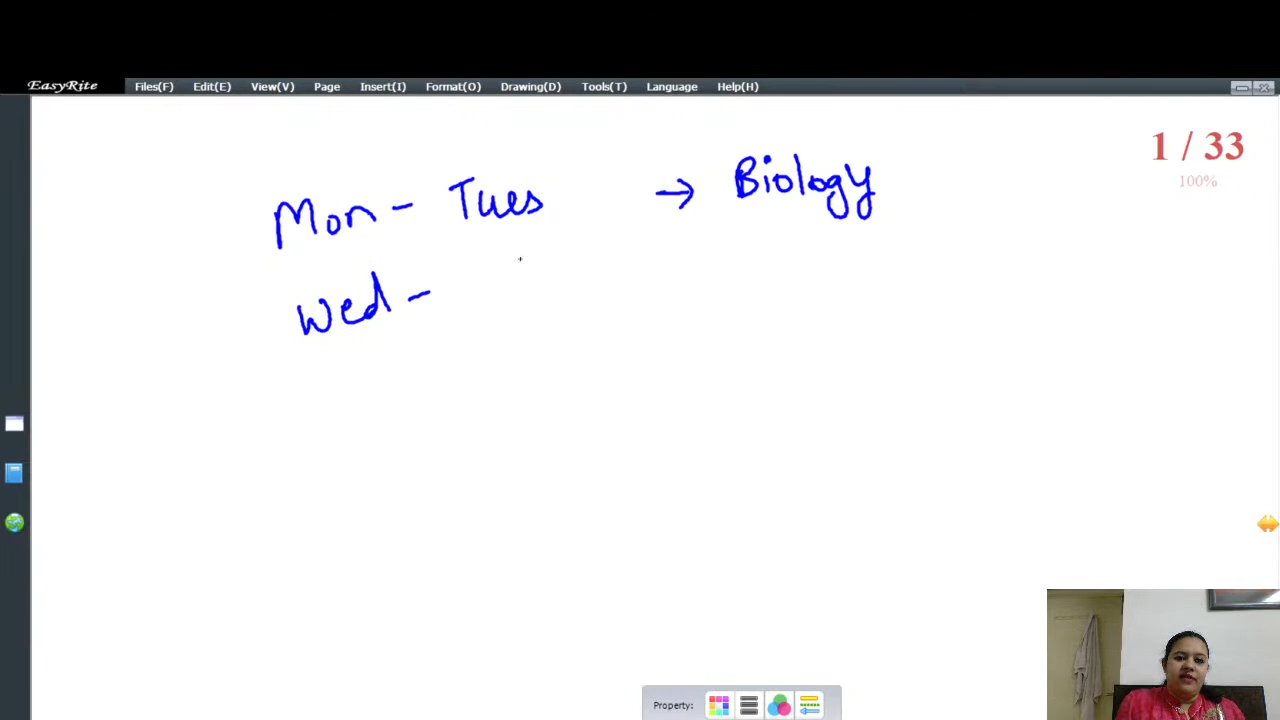 EasyRite Files(F) Edit(E) View(V) Page Insert(I) Format(O) Drawing(D) Tools(T) Language Help(H)
1 / 33
100%
Mon - Tues → Biology
Wed -
Property: